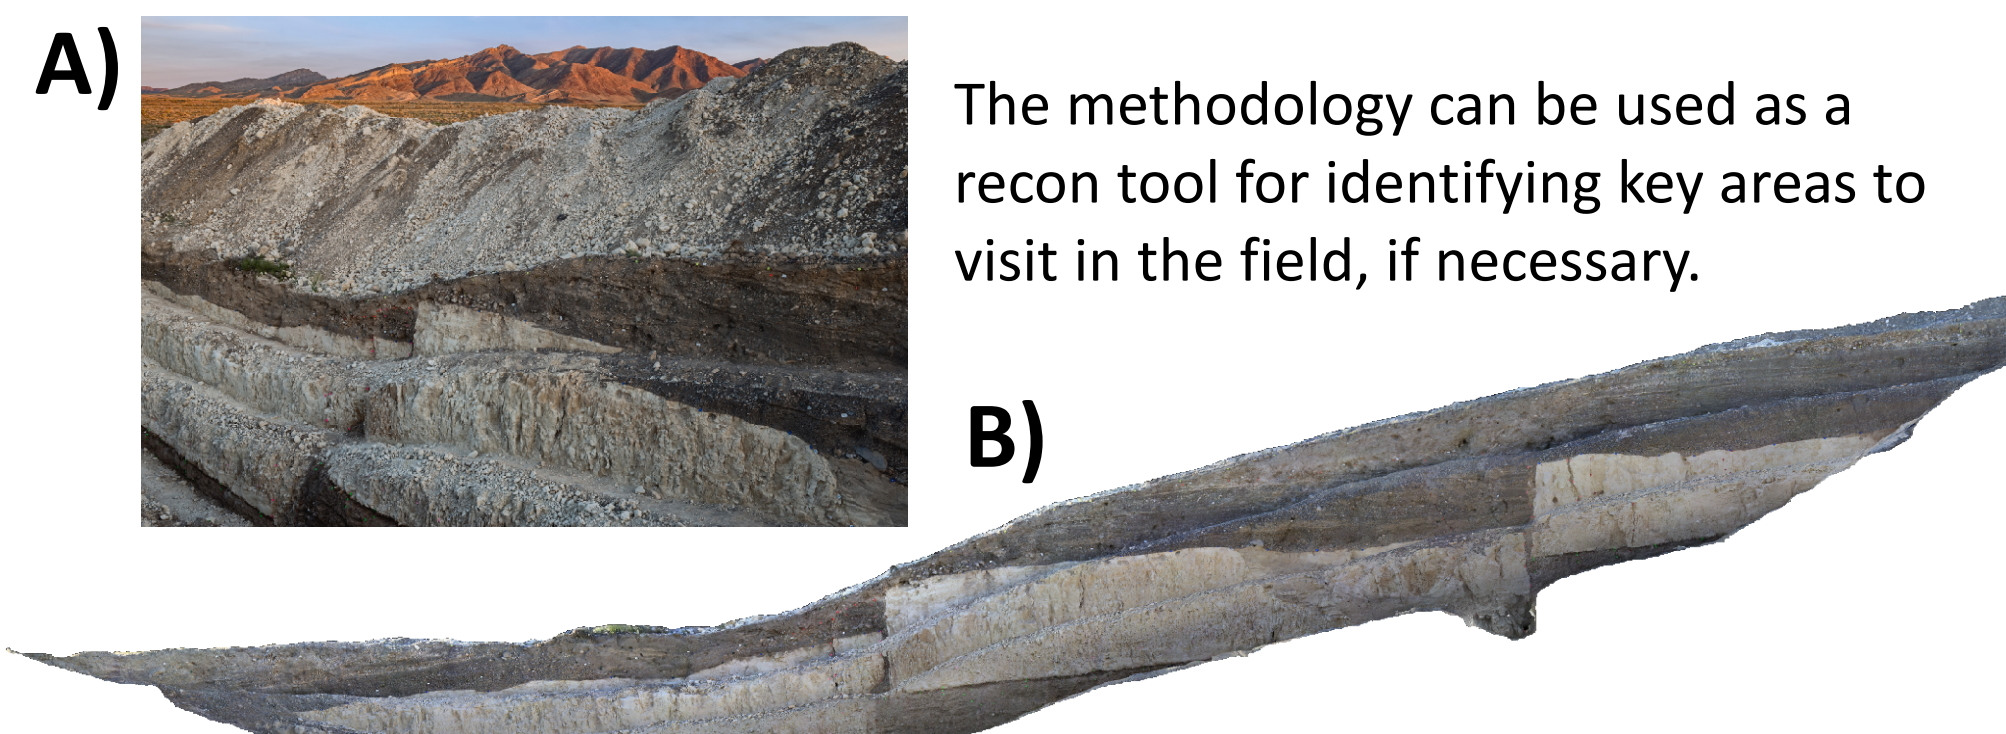 A)
The methodology can be used as a
recon tool for identifying key areas to
visit in the field, if necessary.
B)